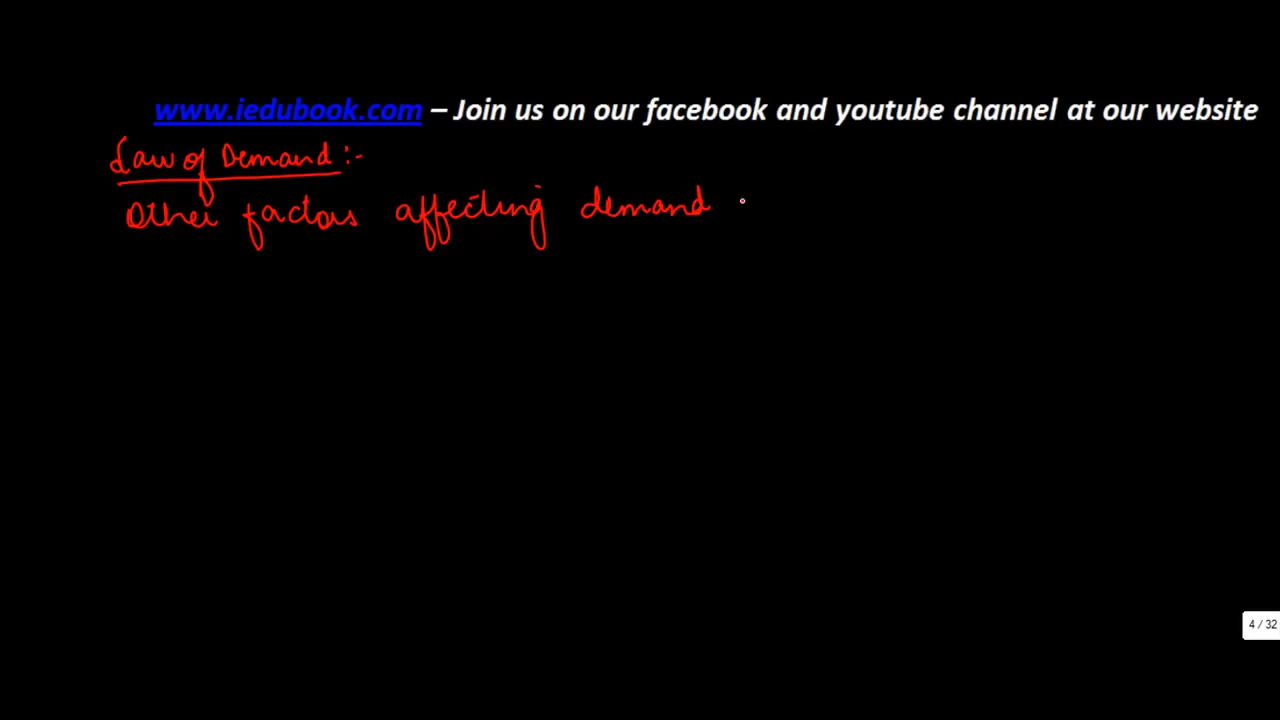 www.iedubook.com – Join us on our facebook and youtube channel at our website
Law of Demand :-
Other factors affecting demand
4 / 32